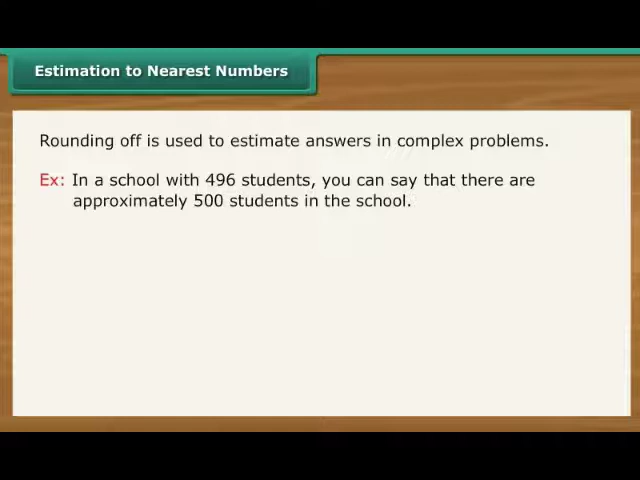 Estimation to Nearest Numbers
Rounding off is used to estimate answers in complex problems.
Ex: In a school with 496 students, you can say that there are
approximately 500 students in the school.